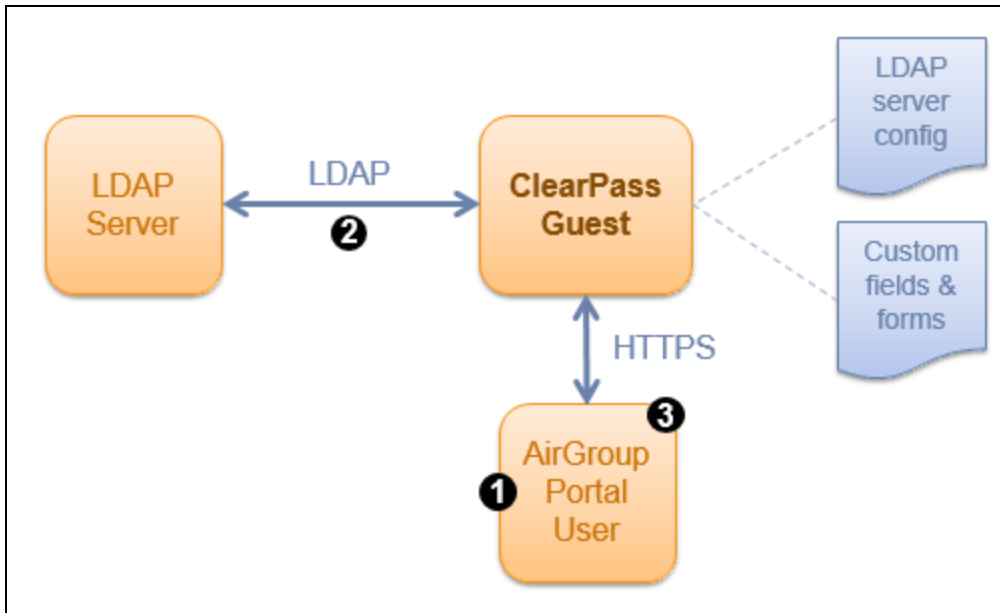 LDAP
Server
LDAP
2
ClearPass
Guest
LDAP
server
config
Custom
fields &
forms
HTTPS
3
1
AirGroup
Portal
User